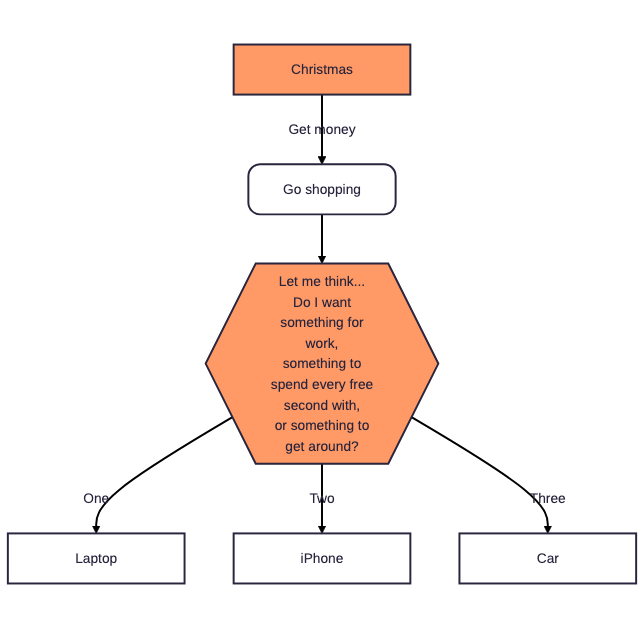 Christmas
Get money
Go shopping
Let me think...
Do I want
something for
work,
something to
spend every free
second with,
or something to
get around?
One
Two
Three
Laptop
iPhone
Car